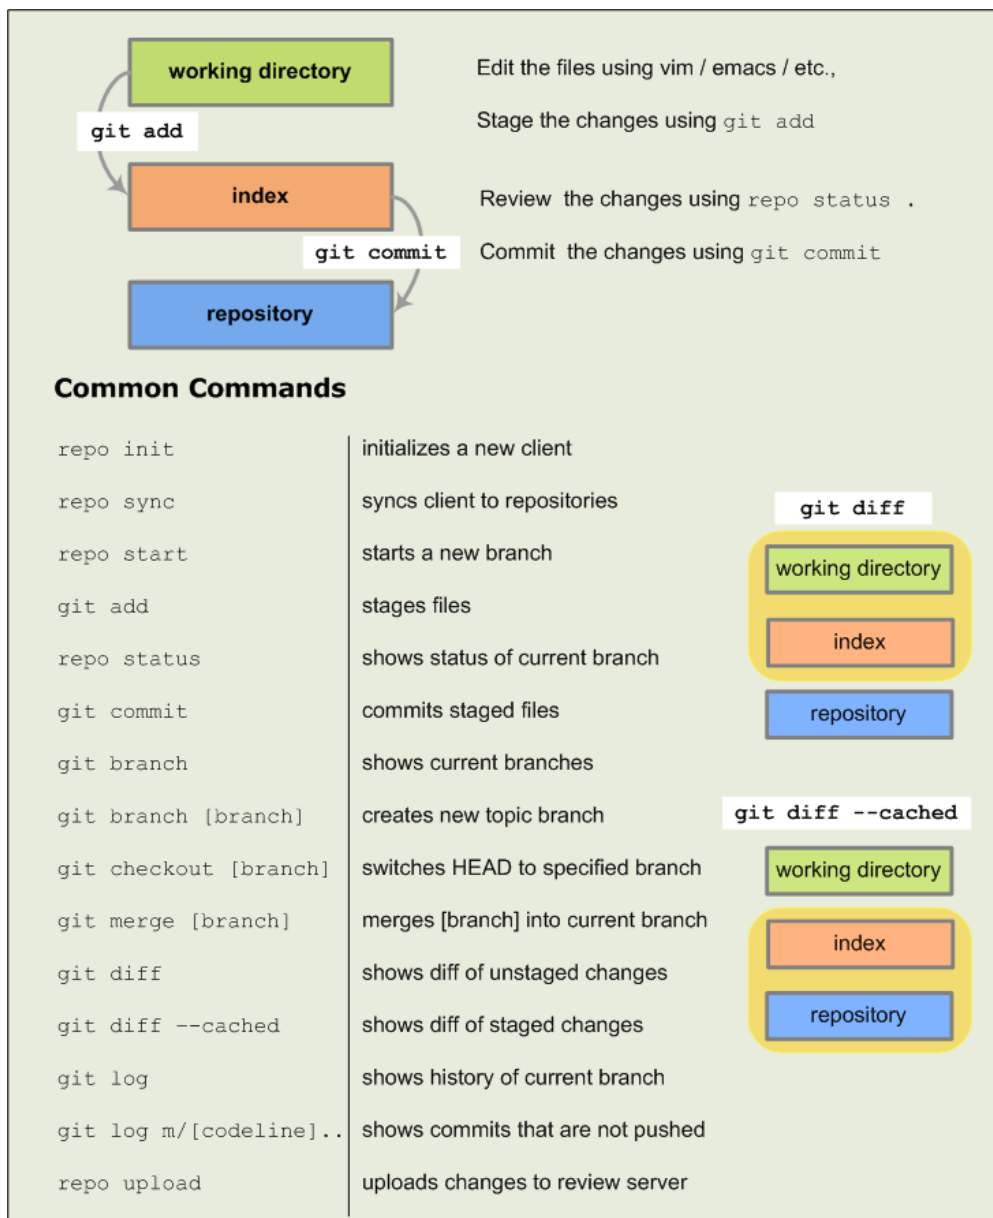 working directory
Edit the files using vim / emacs / etc.,
git add
Stage the changes using git add
index
Review the changes using repo status .
git commit
Commit the changes using git commit
repository
Common Commands
repo init initializes a new client
repo sync syncs client to repositories
repo start starts a new branch
git add stages files
repo status shows status of current branch
git commit commits staged files
git branch shows current branches
git branch [branch] creates new topic branch
git checkout [branch] switches HEAD to specified branch
git merge [branch] merges [branch] into current branch
git diff shows diff of unstaged changes
git diff --cached shows diff of staged changes
git log shows history of current branch
git log m/[codeline].. shows commits that are not pushed
repo upload uploads changes to review server
git diff
working directory
index
repository
git diff --cached
working directory
index
repository